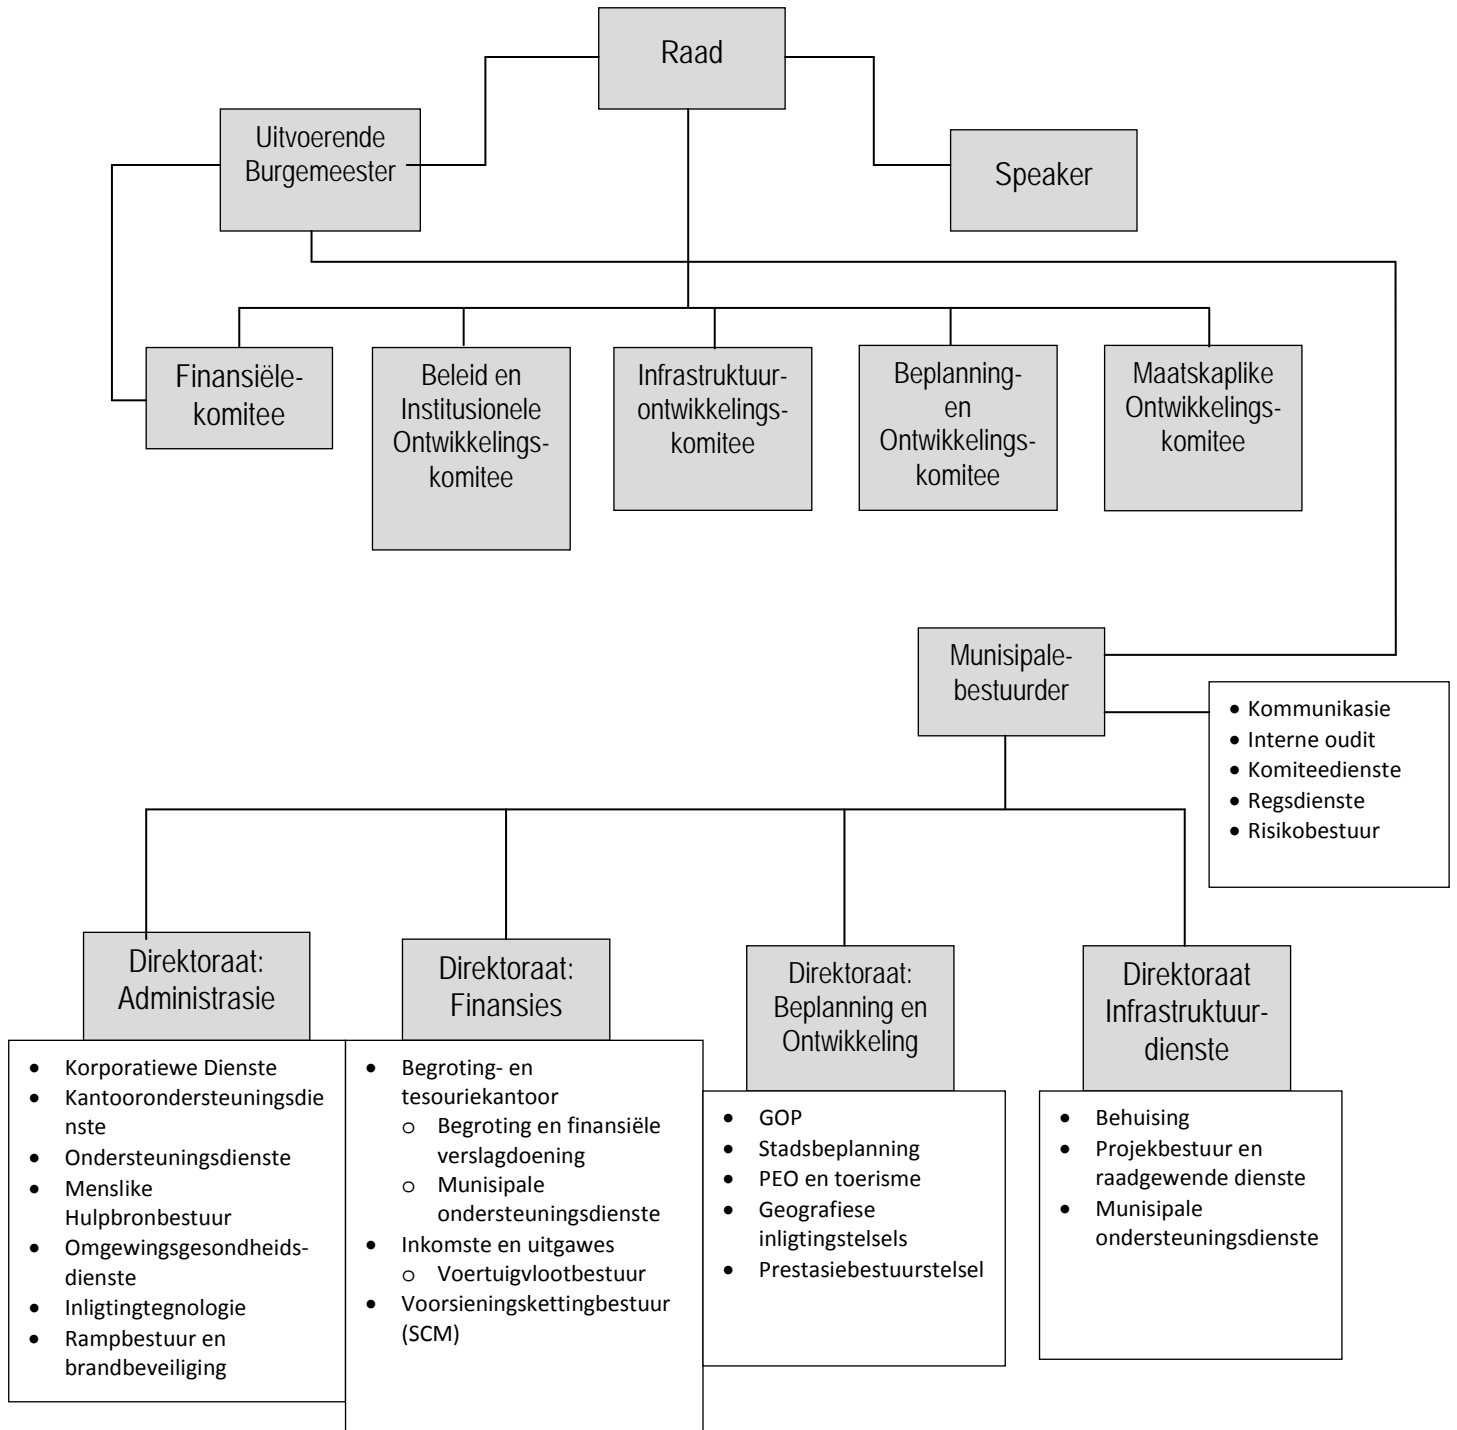 Raad
Uitvoerende
Burgemeester
Speaker
Finansiële-
komitee
Beleid en
Institusionele
Ontwikkelings-
komitee
Infrastruktuur-
ontwikkelings-
komitee
Beplanning-
en
Ontwikkelings-
komitee
Maatskaplike
Ontwikelings-
komitee
Munisipale-
bestuurder
• Kommunikasie
• Interne oudit
• Komiteedienste
• Regsdienste
• Risikobestuur
Direktoraat:
Administrasie
• Korporatiewe Dienste
• Kantoorondersteuningsdie
nste
• Ondersteuningsdienste
• Menslike
Hulpbronbestuur
• Omgewingsgesondheids-
dienste
• Inligtingtegnologie
• Rampbestuur en
brandbeveiliging
Direktoraat:
Finansies
• Begroting- en
tesouriekantoor
o Begroting en finansiële
verslagdoening
o Munisipale
ondersteuningsdienste
• Inkomste en uitgawes
o Voertuigvlootbestuur
• Voorsieningskettingbestuur
(SCM)
Direktoraat:
Beplanning en
Ontwikkeling
• GOP
• Stadsbeplanning
• PEO en toerisme
• Geografiese
inligtingstelsels
• Prestasiebestuurstelsel
Direktoraat
Infrastruktuur-
dienste
• Behuising
• Projekbestuur en
raadgewende dienste
• Munisipale
ondersteuningsdienste